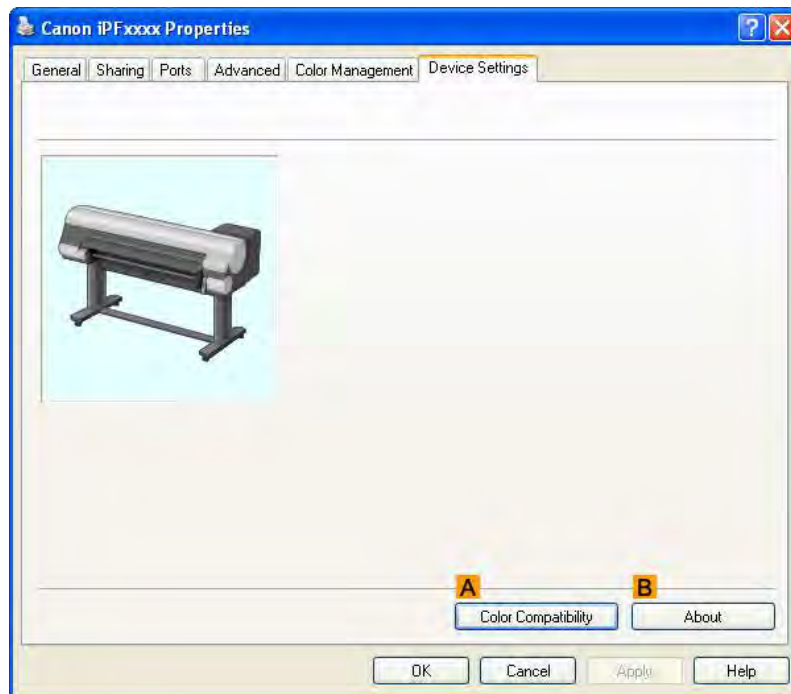 Canon iPFxxxx Properties
General Sharing Ports Advanced Color Management Device Settings
A B
Color Compatibility About
OK Cancel Apply Help